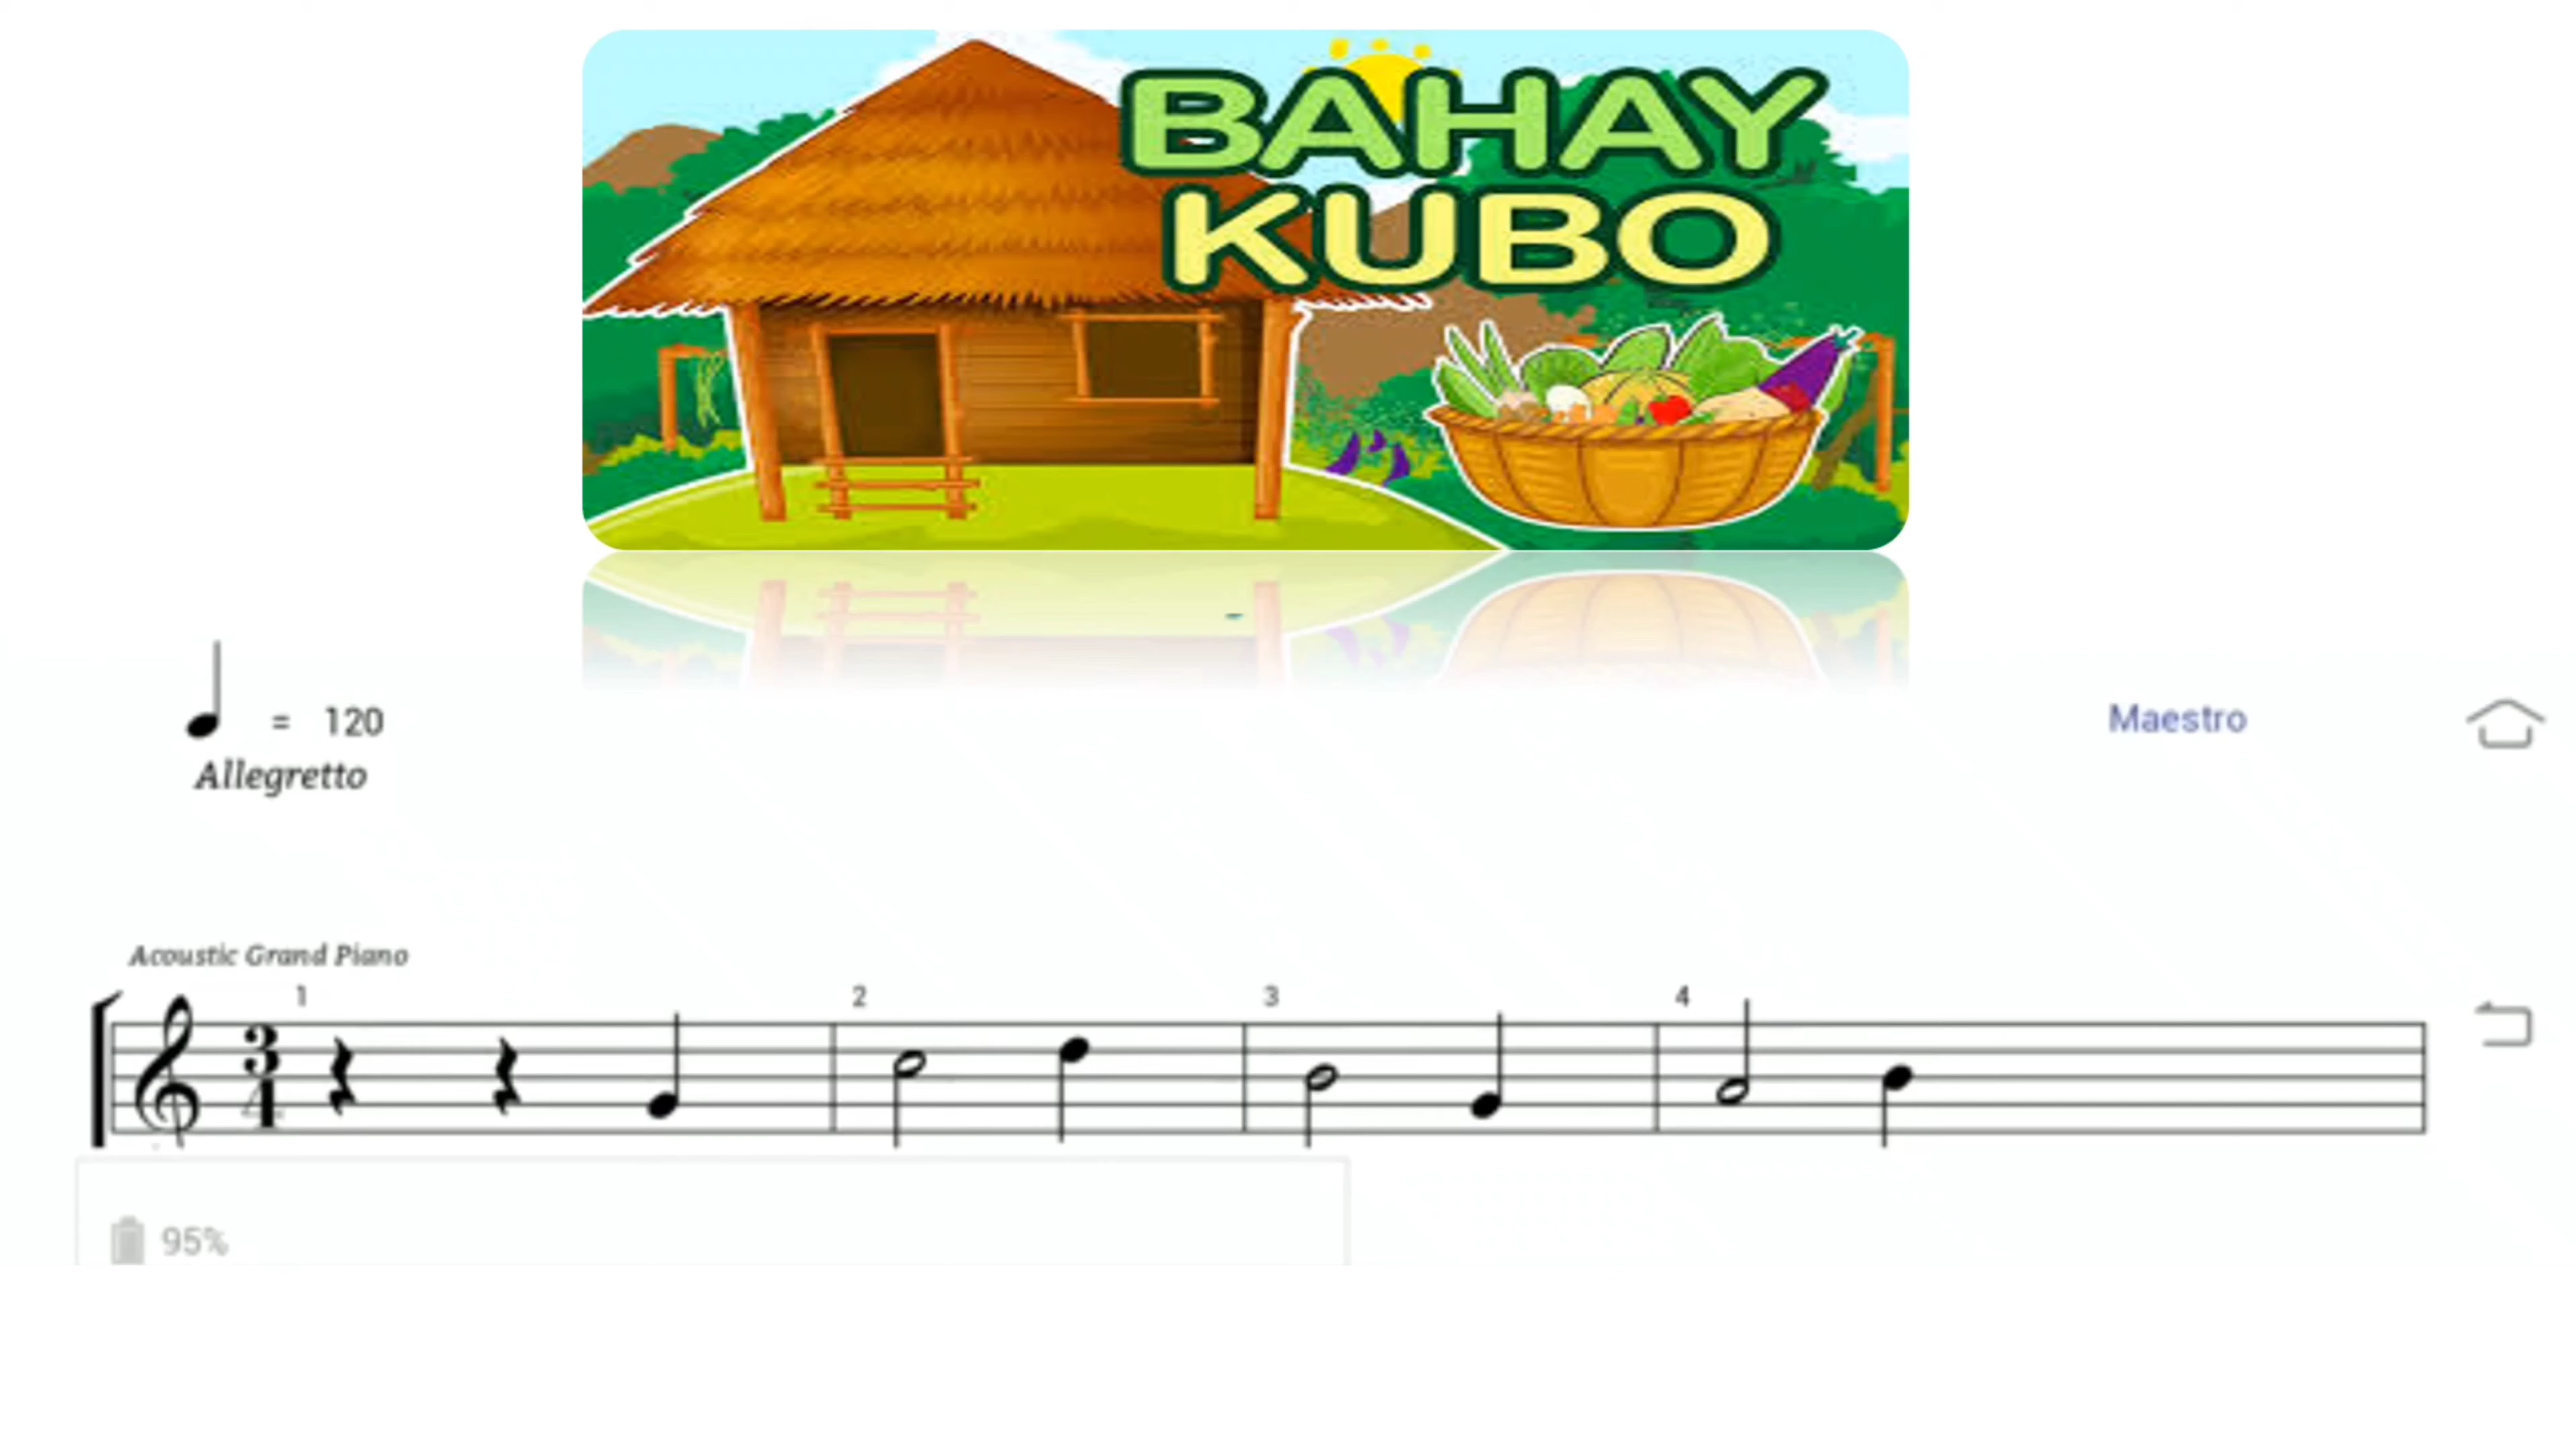 BAHAY
KUBO
= 120
Maestro
Allegretto
Acoustic Grand Piano
1 2 3 4
3
4
95%